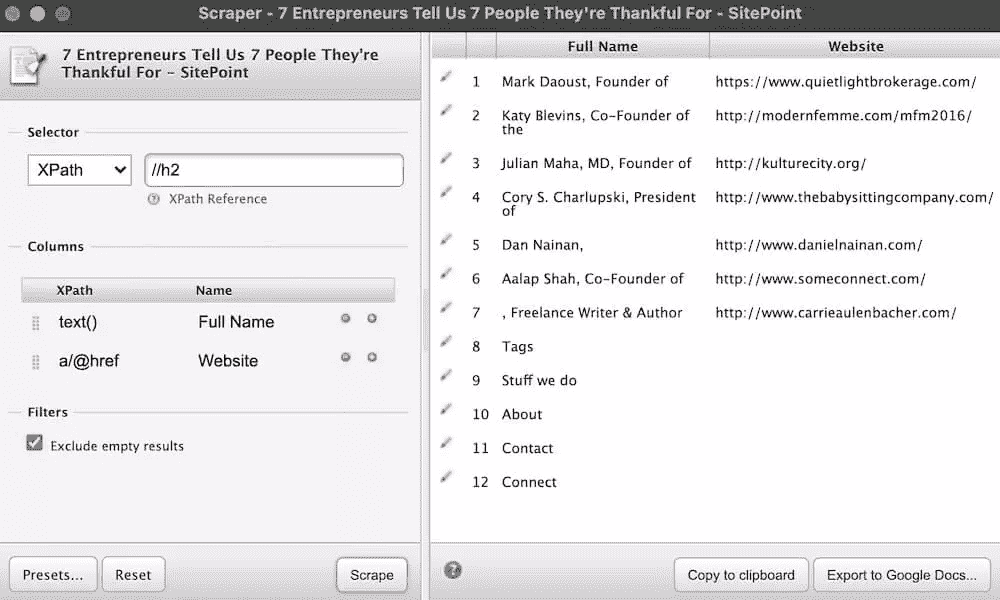 Scraper - 7 Entrepreneurs Tell Us 7 People They're Thankful For - SitePoint
7 Entrepreneurs Tell Us 7 People They're
Thankful For – SitePoint
Selector
XPath
//h2
XPath Reference
Columns
XPath Name
text() Full Name
a/@href Website
Filters
Exclude empty results
Presets...
Reset
Scrape
Full Name Website
1 Mark Daoust, Founder of https://www.quietlightbrokerage.com/
2 Katy Blevins, Co-Founder of http://modernfemme.com/mfm2016/
the
3 Julian Maha, MD, Founder of http://kulturecity.org/
4 Cory S. Charlupski, President http://www.thebabysittingcompany.com/
of
5 Dan Nainan, http://www.danielnainan.com/
6 Aalap Shah, Co-Founder of http://www.someconnect.com/
7 , Freelance Writer & Author http://www.carrieaulenbacher.com/
8 Tags
9 Stuff we do
10 About
11 Contact
12 Connect
Copy to clipboard
Export to Google Docs...